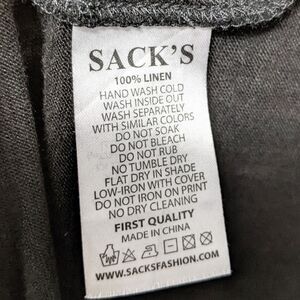 SACK'S
100% LINEN
HAND WASH COLD
WASH INSIDE OUT
WASH SEPARATELY
WITH SIMILAR COLORS
DO NOT SOAK
DO NOT BLEACH
DO NOT RUB
NO TUMBLE DRY
FLAT DRY IN SHADE
LOW-IRON WITH COVER
DO NOT IRON ON PRINT
NO DRY CLEANING
FIRST QUALITY
MADE IN CHINA
WWW.SACKSFASHION.COM